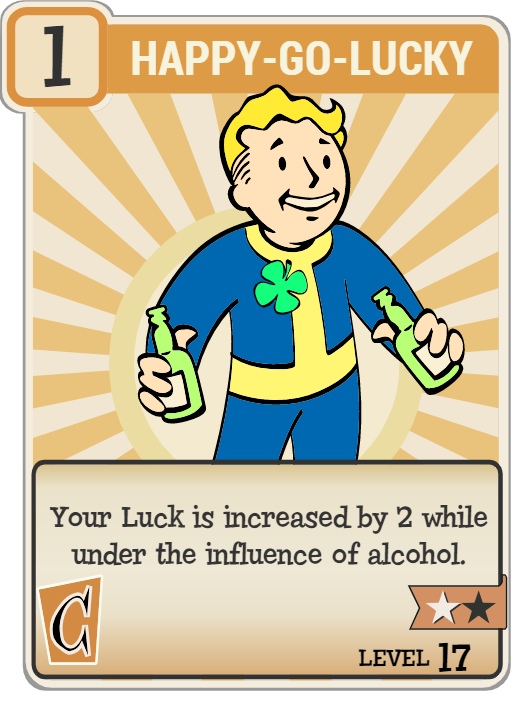 1
HAPPY-GO-LUCKY
Your Luck is increased by 2 while
under the influence of alcohol.
C
LEVEL 17